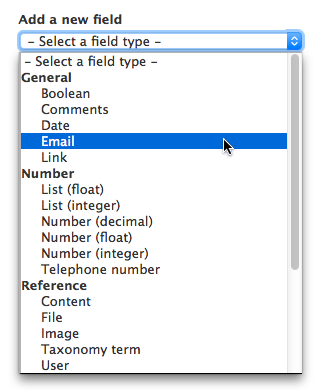 Add a new field
- Select a field type -
- Select a field type -
General
Boolean
Comments
Date
Email
Link
Number
List (float)
List (integer)
Number (decimal)
Number (float)
Number (integer)
Telephone number
Reference
Content
File
Image
Taxonomy term
User